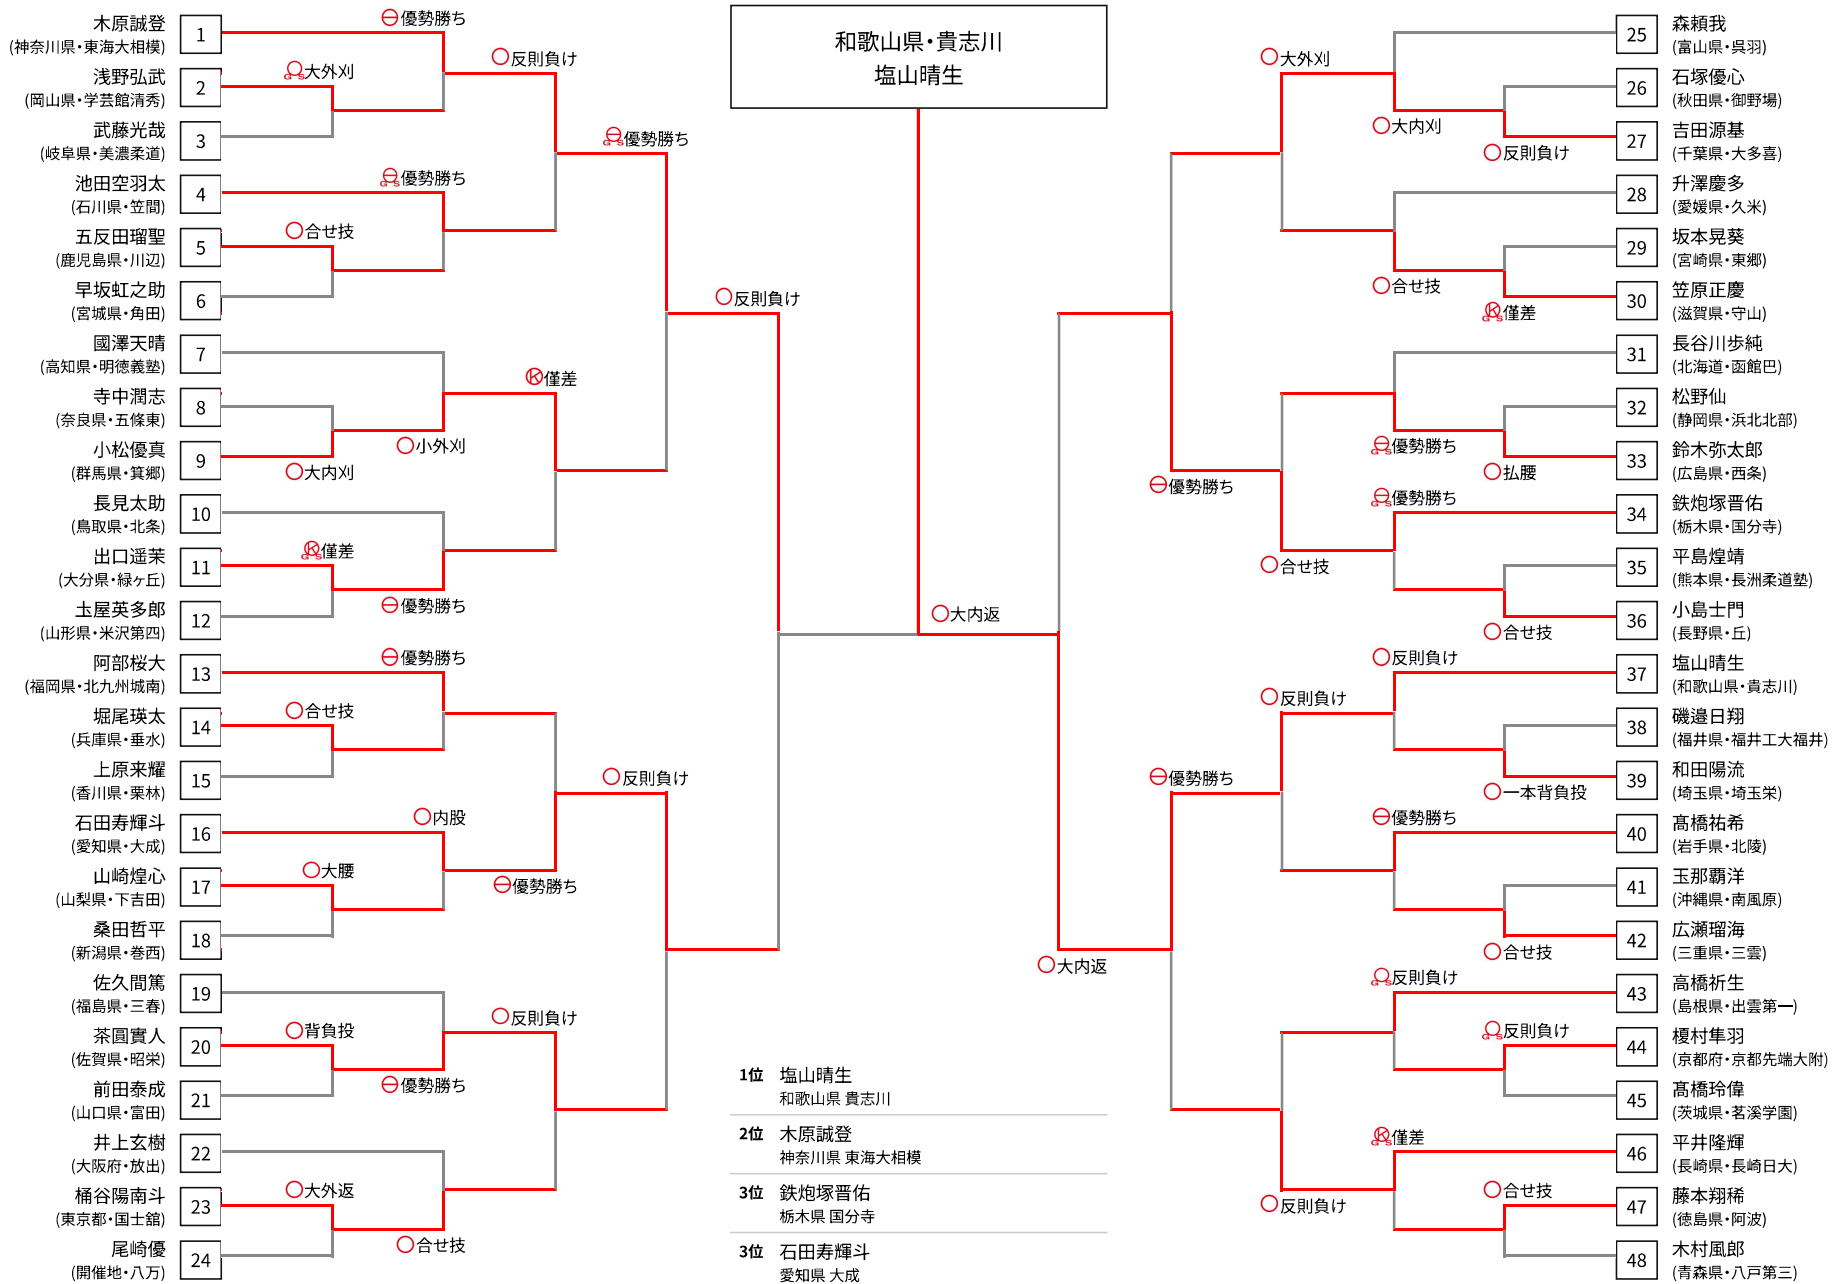 和歌山県・貴志川
塩山晴生
木原誠登
(神奈川県・東海大相模)
1
浅野弘武
(岡山県・学芸館清秀)
2
武藤光哉
(岐阜県・美濃柔道)
3
池田空羽太
(石川県・笠間)
4
五反田瑠聖
(鹿児島県・川辺)
5
早坂虹之助
(宮城県・角田)
6
國澤天晴
(高知県・明徳義塾)
7
寺中潤志
(奈良県・五條東)
8
小松優真
(群馬県・箕郷)
9
長見太助
(鳥取県・北条)
10
出口遥茉
(大分県・緑ヶ丘)
11
圡屋英多郎
(山形県・米沢第四)
12
阿部桜大
(福岡県・北九州城南)
13
堀尾瑛太
(兵庫県・垂水)
14
上原来耀
(香川県・栗林)
15
石田寿輝斗
(愛知県・大成)
16
山崎煌心
(山梨県・下吉田)
17
桑田哲平
(新潟県・巻西)
18
佐久間篤
(福島県・三春)
19
茶圓實人
(佐賀県・昭栄)
20
前田泰成
(山口県・富田)
21
井上玄樹
(大阪府・放出)
22
桶谷陽南斗
(東京都・国士舘)
23
尾崎優
(開催地・八万)
24
優勢勝ち
GS 大外刈
反則負け
GS 優勢勝ち
GS 優勢勝ち
合せ技
反則負け
僅差
小外刈
大内刈
GS 僅差
優勢勝ち
優勢勝ち
合せ技
反則負け
内股
大腰
優勢勝ち
反則負け
背負投
優勢勝ち
大外返
合せ技
大内返
25
森頼我
(富山県・呉羽)
26
石塚優心
(秋田県・御野場)
27
吉田源基
(千葉県・大多喜)
28
升澤慶多
(愛媛県・久米)
29
坂本晃葵
(宮崎県・東郷)
30
笠原正慶
(滋賀県・守山)
31
長谷川歩純
(北海道・函館巴)
32
松野仙
(静岡県・浜北北部)
33
鈴木弥太郎
(広島県・西条)
34
鉄炮塚晋佑
(栃木県・国分寺)
35
平島煌靖
(熊本県・長洲柔道塾)
36
小島士門
(長野県・丘)
37
塩山晴生
(和歌山県・貴志川)
38
磯邉日翔
(福井県・福井工大福井)
39
和田陽流
(埼玉県・埼玉栄)
40
髙橋祐希
(岩手県・北陵)
41
玉那覇洋
(沖縄県・南風原)
42
広瀬瑠海
(三重県・三雲)
43
高橋祈生
(島根県・出雲第一)
44
榎村隼羽
(京都府・京都先端大附)
45
髙橋玲偉
(茨城県・茗溪学園)
46
平井隆輝
(長崎県・長崎日大)
47
藤本翔稀
(徳島県・阿波)
48
木村風郎
(青森県・八戸第三)
大外刈
大内刈
反則負け
合せ技
GS 僅差
優勢勝ち
GS 優勢勝ち
払腰
GS 優勢勝ち
合せ技
合せ技
反則負け
反則負け
一本背負投
優勢勝ち
優勢勝ち
合せ技
大内返
GS 反則負け
GS 反則負け
GS 僅差
合せ技
反則負け
1位 塩山晴生
和歌山県 貴志川
2位 木原誠登
神奈川県 東海大相模
3位 鉄炮塚晋佑
栃木県 国分寺
3位 石田寿輝斗
愛知県 大成